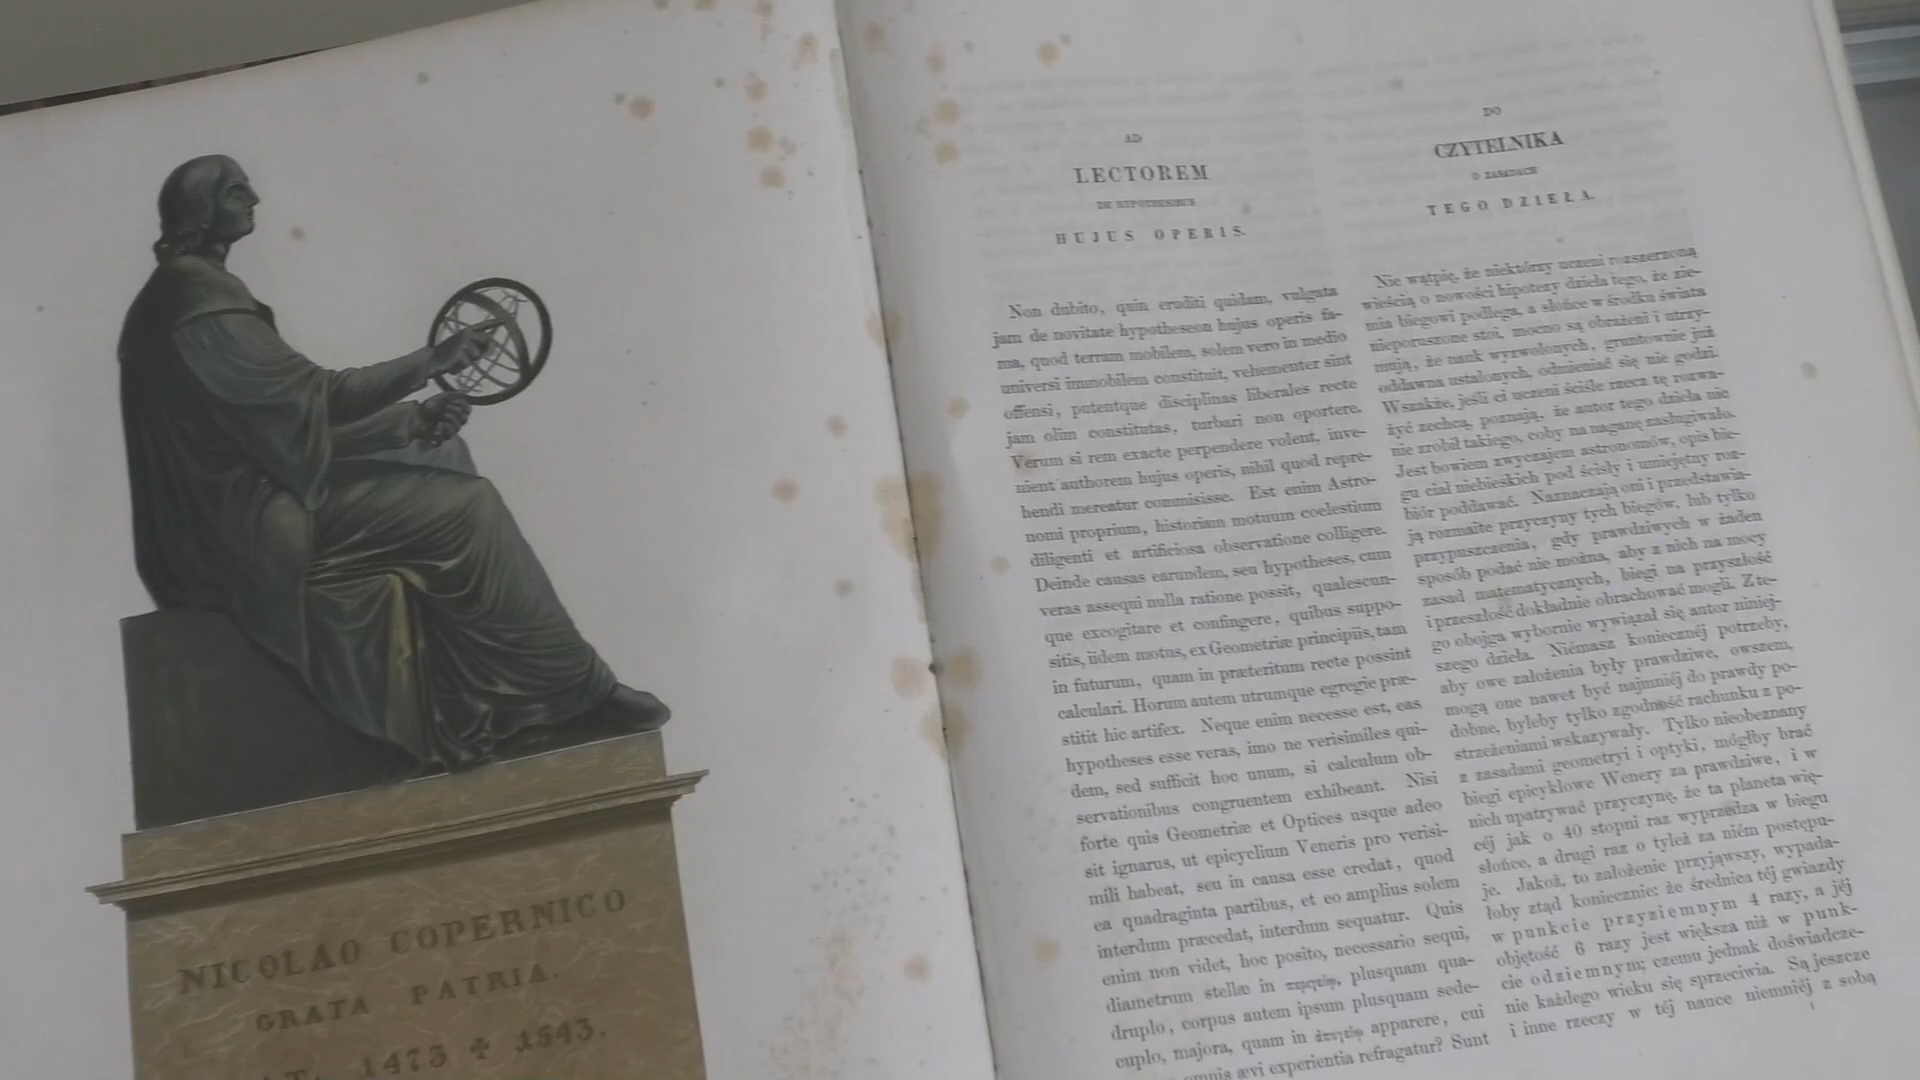 NICOLAO COPERNICO
GRATA PATRIA.
1473 ✠ 1543.
AD
LECTOREM
DE HYPOTHESIBUS
HUJUS OPERIS.
Non dubito, quin eruditi quidam, vulgata
jam de novitate hypotheseon hujus operis fa-
ma, quod terram mobilem, solem vero in medio
universi immobilem constituit, vehementer sint
offensi, putentque disciplinas liberales recte
jam olim constitutas, turbari non oportere.
Verum si rem exacte perpendere volent, inve-
nient authorem hujus operis, nihil quod repre-
hendi mereatur commisisse. Est enim Astro-
nomi proprium, historiam motuum coelestium
diligenti et artificiosa observatione colligere.
Deinde causas earundem, seu hypotheses, cum
veras assequi nulla ratione possit, qualescun-
que excogitare et confingere, quibus suppo-
sitis, iidem motus, ex Geometriæ principiis, tam
in futurum, quam in præteritum recte possint
calculari. Horum autem utrumque egregie præ-
stitit hic artifex. Neque enim necesse est, eas
hypotheses esse veras, imo ne verisimiles qui-
dem, sed sufficit hoc unum, si calculum ob-
servationibus congruentem exhibeant. Nisi
forte quis Geometriæ et Optices usque adeo
sit ignarus, ut epicyclium Veneris pro verisi-
mili habeat, seu in causa esse credat, quod
ea quadraginta partibus, et eo amplius solem
interdum præcedat, interdum sequatur. Quis
enim non videt, hoc posito, necessario sequi,
diametrum stellæ in plusquam qua-
druplo, corpus autem ipsum plusquam sede-
cuplo, majora, quam in apparere, cui
omnis ævi experientia refragatur? Sunt
DO
CZYTELNIKA
O ZASADACH
TEGO DZIEŁA.
Nie wątpię, że niektórzy uczeni rozszerzoną
wieścią o nowości hipotezy dzieła tego, że zie-
mia biegowi podlega, a słońce w środku świata
nieporuszone stoi, mocno są obrażeni i utrzy-
mują, że nauk wyzwolonych, gruntownie już
oddawna ustalonych, odmieniać się nie godzi.
Wszakże, jeśli ci uczeni ściśle rzecz tę rozwa-
żyć zechcą, poznają, że autor tego dzieła nie
nie zrobił takiego, coby na naganę zasługiwało.
Jest bowiem zwyczajem astronomów, opis bie-
gu ciał niebieskich pod ścisły i umiejętny roz-
biór poddawać. Naznaczają oni i przedstawia-
ją rozmaite przyczyny tych biegów, lub tylko
przypuszczenia, gdy prawdziwych w żaden
sposób podać nie można, aby z nich na mocy
zasad matematycznych, biegi na przyszłość
i przeszłość dokładnie obrachować mogli. Z te-
go obojga wybornie wywiązał się autor niniej-
szego dzieła. Niémasz koniecznéj potrzeby,
aby owe założenia były prawdziwe, owszem,
mogą one nawet być najmniéj do prawdy po-
dobne, byleby tylko zgodność rachunku z po-
strzeżeniami wskazywały. Tylko nieobeznany
z zasadami geometryi i optyki, mógłby brać
biegi epicyklowe Wenery za prawdziwe, i w
nich upatrywać przyczynę, że ta planeta wię-
céj jak o 40 stopni raz wyprzedza w biegu
słońce, a drugi raz o tyleż za niém postępu-
je. Jakoż, to założenie przyjąwszy, wypada-
łoby ztąd koniecznie: że średnica téj gwiazdy
w punkcie przyziemnym 4 razy, a jéj
objętość 6 razy jest większa niż w punk-
cie odziemnym; czemu jednak doświadcze-
nie każdego wieku się sprzeciwia. Są jeszcze
i inne rzeczy w téj nauce niemniéj z sobą